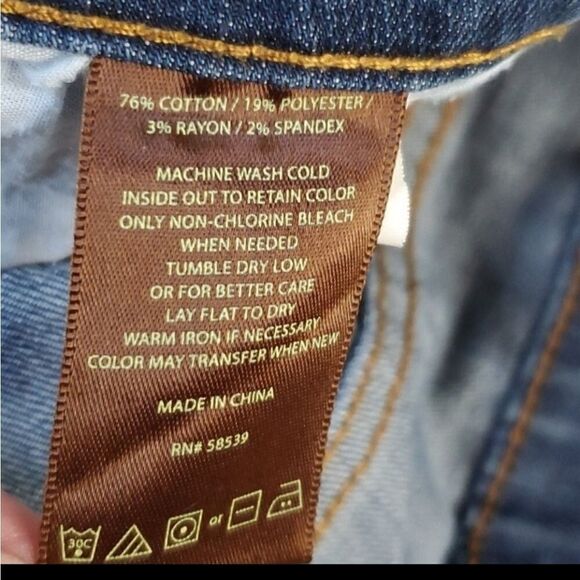 76% COTTON / 19% POLYESTER /
3% RAYON / 2% SPANDEX
MACHINE WASH COLD
INSIDE OUT TO RETAIN COLOR
ONLY NON-CHLORINE BLEACH
WHEN NEEDED
TUMBLE DRY LOW
OR FOR BETTER CARE
LAY FLAT TO DRY
WARM IRON IF NECESSARY
COLOR MAY TRANSFER WHEN NEW
MADE IN CHINA
RN# 58539
30C or